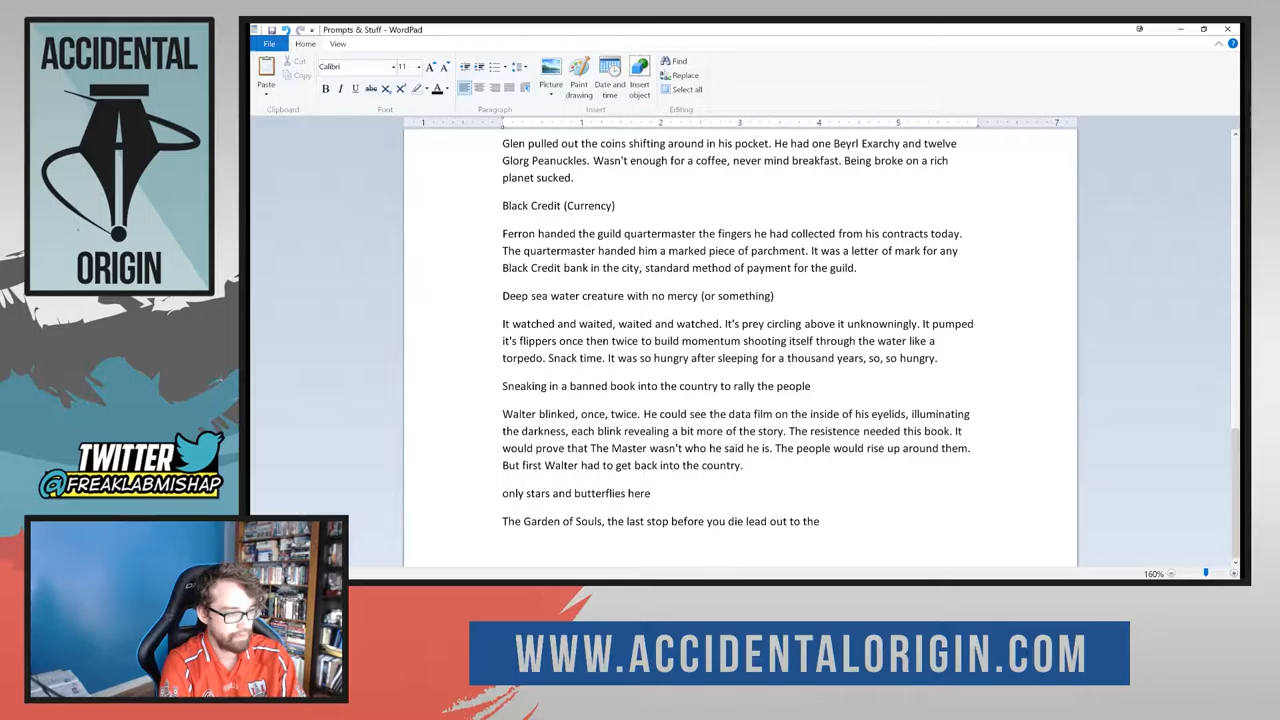 ACCIDENTAL
ORIGIN
TWITTER
@FREAKLABMISHAP
Prompts & Stuff - WordPad
File
Home
View
Paste
Cut
Copy
Clipboard
Calibri
11
Font
Paragraph
Picture
Paint
drawing
Date and
time
Insert
object
Insert
Find
Replace
Select all
Editing
1
1
2
3
4
5
7
Glen pulled out the coins shifting around in his pocket. He had one Beyrl Exarchy and twelve
Glorg Peanuckles. Wasn't enough for a coffee, never mind breakfast. Being broke on a rich
planet sucked.
Black Credit (Currency)
Ferron handed the guild quartermaster the fingers he had collected from his contracts today.
The quartermaster handed him a marked piece of parchment. It was a letter of mark for any
Black Credit bank in the city, standard method of payment for the guild.
Deep sea water creature with no mercy (or something)
It watched and waited, waited and watched. It's prey circling above it unknowningly. It pumped
it's flippers once then twice to build momentum shooting itself through the water like a
torpedo. Snack time. It was so hungry after sleeping for a thousand years, so, so hungry.
Sneaking in a banned book into the country to rally the people
Walter blinked, once, twice. He could see the data film on the inside of his eyelids, illuminating
the darkness, each blink revealing a bit more of the story. The resistence needed this book. It
would prove that The Master wasn't who he said he is. The people would rise up around them.
But first Walter had to get back into the country.
only stars and butterflies here
The Garden of Souls, the last stop before you die lead out to the
160%
WWW.ACCIDENTALORIGIN.COM